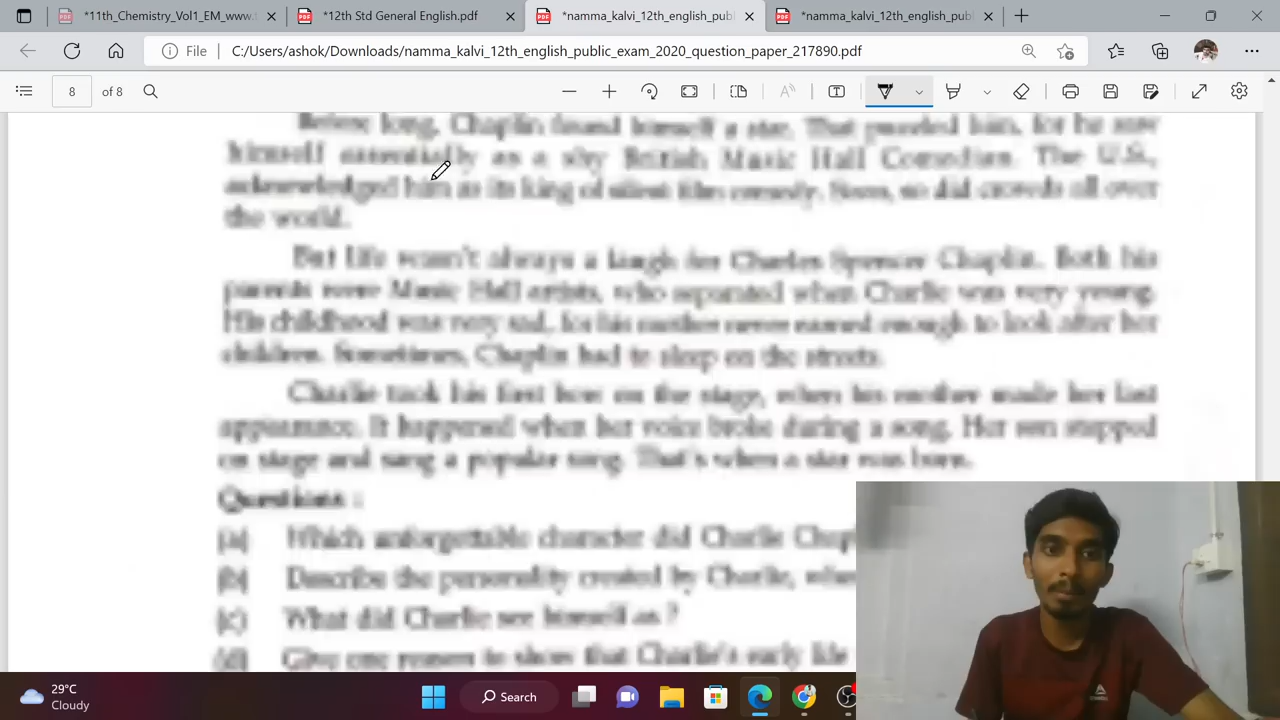 *11th_Chemistry_Vol1_EM_www.t
*12th Std General English.pdf
*namma_kalvi_12th_english_publ
*namma_kalvi_12th_english_publ
File
C:/Users/ashok/Downloads/namma_kalvi_12th_english_public_exam_2020_question_paper_217890.pdf
8 of 8
Before long, Chaplin found himself a star. That puzzled him, for he saw
himself essentially as a shy British Music Hall Comedian. The U.S.,
acknowledged him as its king of silent film comedy. Soon, so did crowds all over
the world.
But life wasn't always a laugh for Charles Spencer Chaplin. Both his
parents were Music Hall artists, who separated when Charlie was very young.
His childhood was very sad, for his mother never earned enough to look after her
children. Sometimes, Chaplin had to sleep on the streets.
Charlie took his first bow on the stage, when his mother made her last
appearance. It happened when her voice broke during a song. Her son stepped
on stage and sang a popular song. That's when a star was born.
Questions :
(a) Which unforgettable character did Charlie
(b) Describe the personality created by Charlie,
(c) What did Charlie see himself as ?
(d) Give one reason to show that Charlie's early life
29°C
Cloudy
Search